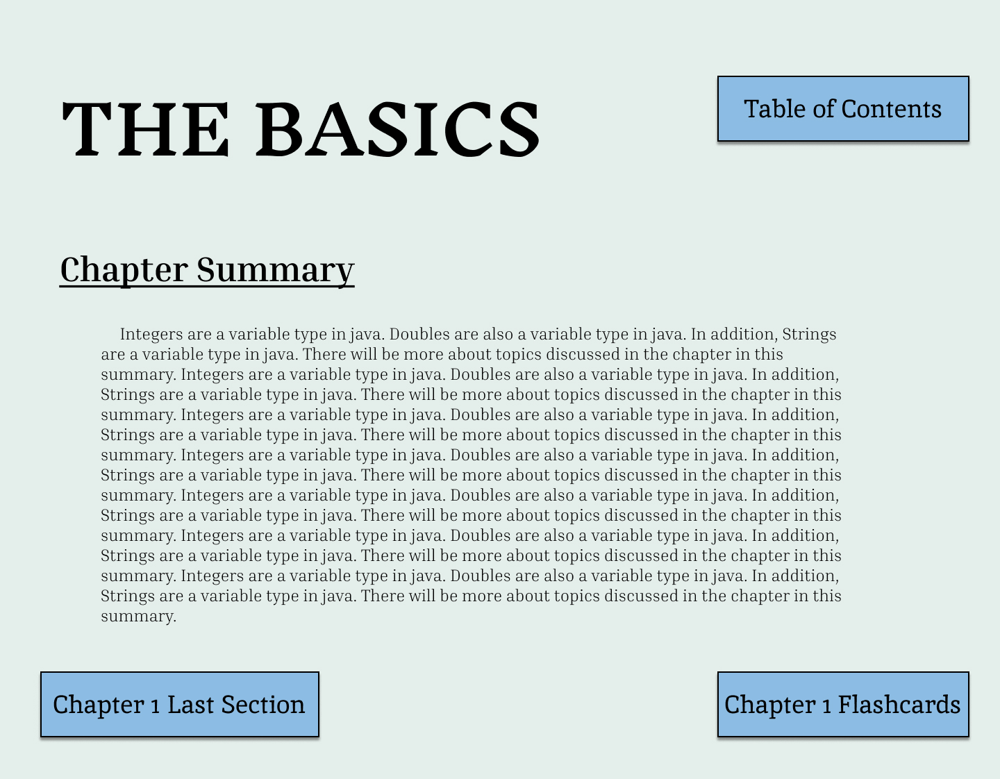 THE BASICS
Table of Contents
Chapter Summary
Integers are a variable type in java. Doubles are also a variable type in java. In addition, Strings
are a variable type in java. There will be more about topics discussed in the chapter in this
summary. Integers are a variable type in java. Doubles are also a variable type in java. In addition,
Strings are a variable type in java. There will be more about topics discussed in the chapter in this
summary. Integers are a variable type in java. Doubles are also a variable type in java. In addition,
Strings are a variable type in java. There will be more about topics discussed in the chapter in this
summary. Integers are a variable type in java. Doubles are also a variable type in java. In addition,
Strings are a variable type in java. There will be more about topics discussed in the chapter in this
summary. Integers are a variable type in java. Doubles are also a variable type in java. In addition,
Strings are a variable type in java. There will be more about topics discussed in the chapter in this
summary. Integers are a variable type in java. Doubles are also a variable type in java. In addition,
Strings are a variable type in java. There will be more about topics discussed in the chapter in this
summary. Integers are a variable type in java. Doubles are also a variable type in java. In addition,
Strings are a variable type in java. There will be more about topics discussed in the chapter in this
summary.
Chapter 1 Last Section
Chapter 1 Flashcards